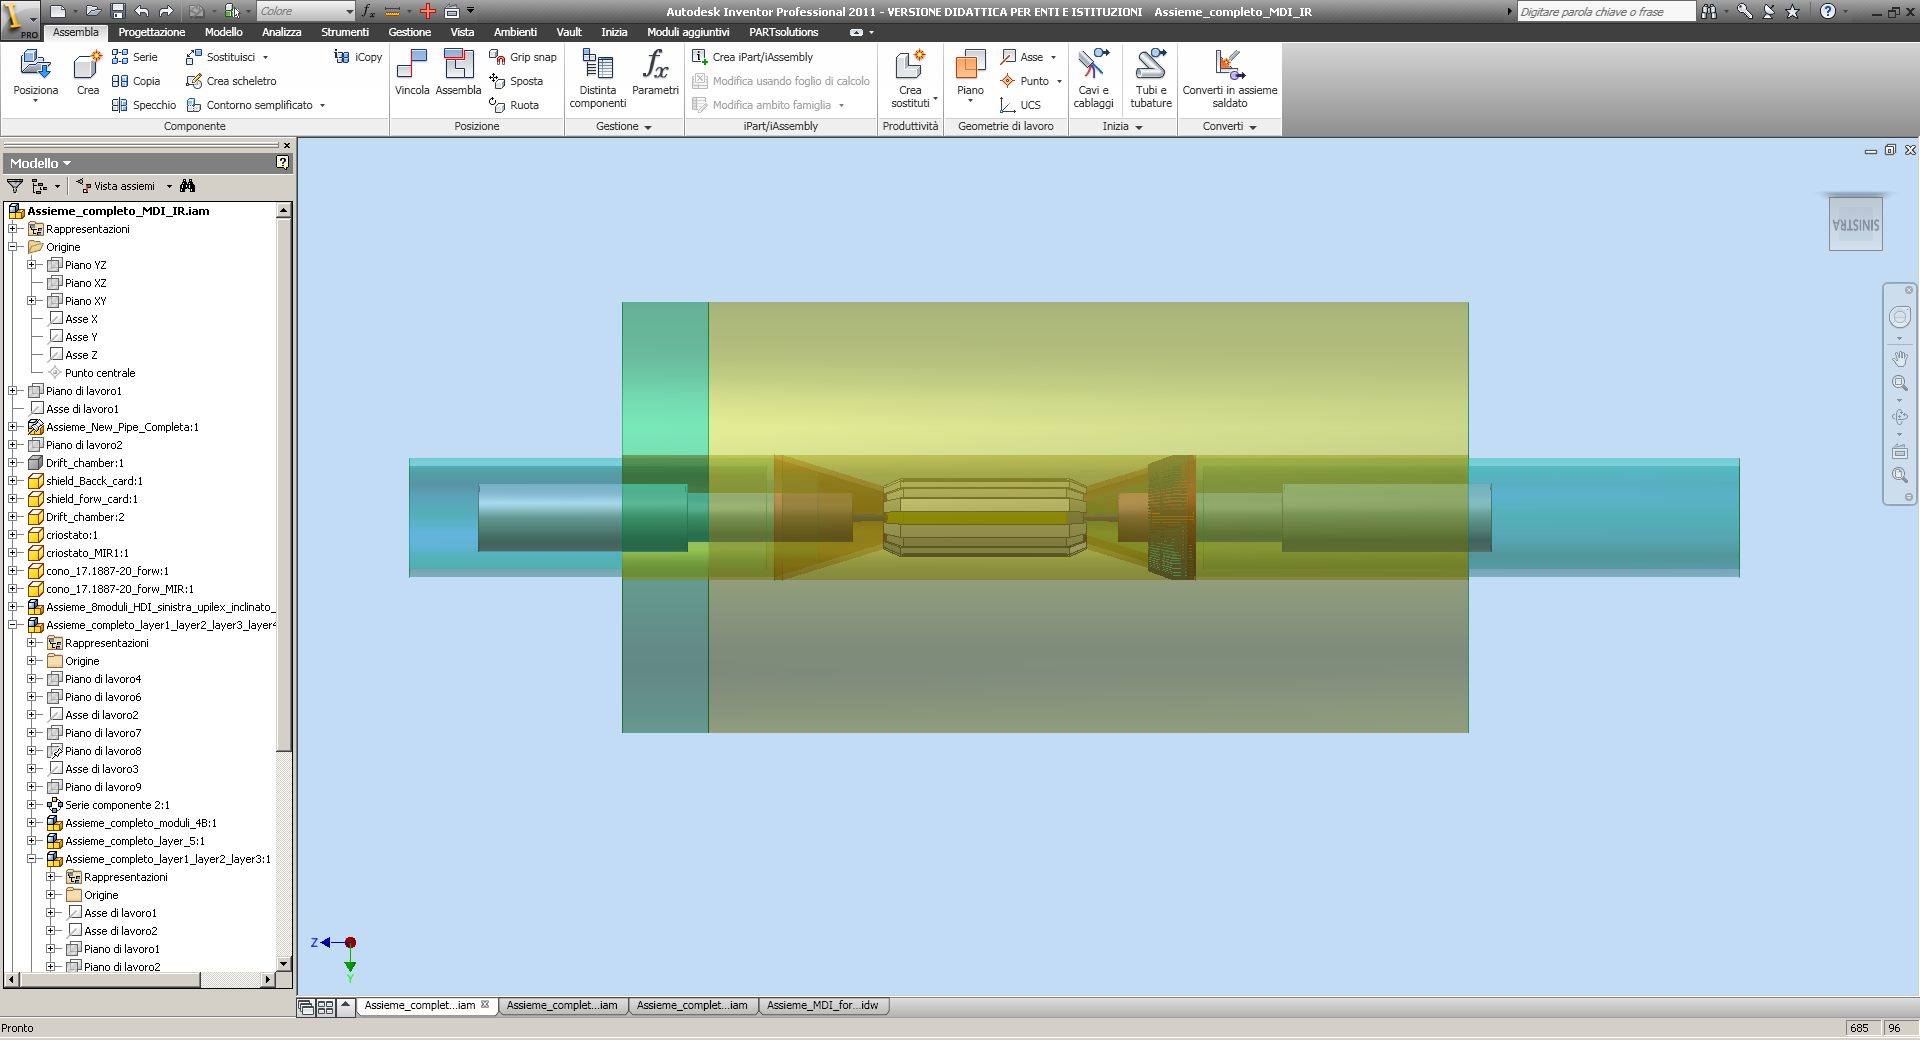 Colore
Autodesk Inventor Professional 2011 - VERSIONE DIDATTICA PER ENTI E ISTITUZIONI Assieme_completo_MDI_IR
Digitare parola chiave o frase
PRO
Assembla Progettazione Modello Analizza Strumenti Gestione Vista Ambienti Vault Inizia Moduli aggiuntivi PARTsolutions
Posiziona
Crea
Serie
Copia
Specchio
Sostituisci
Crea scheletro
Contorno semplificato
iCopy
Componente
Vincola
Assembla
Grip snap
Sposta
Ruota
Posizione
Distinta
componenti
Parametri
Gestione
Crea iPart/iAssembly
Modifica usando foglio di calcolo
Modifica ambito famiglia
iPart/iAssembly
Crea
sostituti
Produttività
Piano
Asse
Punto
UCS
Geometrie di lavoro
Cavi e
cablaggi
Tubi e
tubature
Inizia
Converti in assieme
saldato
Converti
Modello
Vista assiemi
Assieme_completo_MDI_IR.iam
Rappresentazioni
Origine
Piano YZ
Piano XZ
Piano XY
Asse X
Asse Y
Asse Z
Punto centrale
Piano di lavoro1
Asse di lavoro1
Assieme_New_Pipe_Completa:1
Piano di lavoro2
Drift_chamber:1
shield_Bacck_card:1
shield_forw_card:1
Drift_chamber:2
criostato:1
criostato_MIR1:1
cono_17.1887-20_forw:1
cono_17.1887-20_forw_MIR:1
Assieme_8moduli_HDI_sinistra_upilex_inclinato_
Assieme_completo_layer1_layer2_layer3_layer4
Rappresentazioni
Origine
Piano di lavoro4
Piano di lavoro6
Asse di lavoro2
Piano di lavoro7
Piano di lavoro8
Asse di lavoro3
Piano di lavoro9
Serie componente 2:1
Assieme_completo_moduli_4B:1
Assieme_completo_layer_5:1
Assieme_completo_layer1_layer2_layer3:1
Rappresentazioni
Origine
Asse di lavoro1
Asse di lavoro2
Piano di lavoro1
Piano di lavoro2
SINISTRA
Z
Y
Assieme_complet...iam Assieme_complet...iam Assieme_complet...iam Assieme_MDI_for...idw
Pronto
685 96